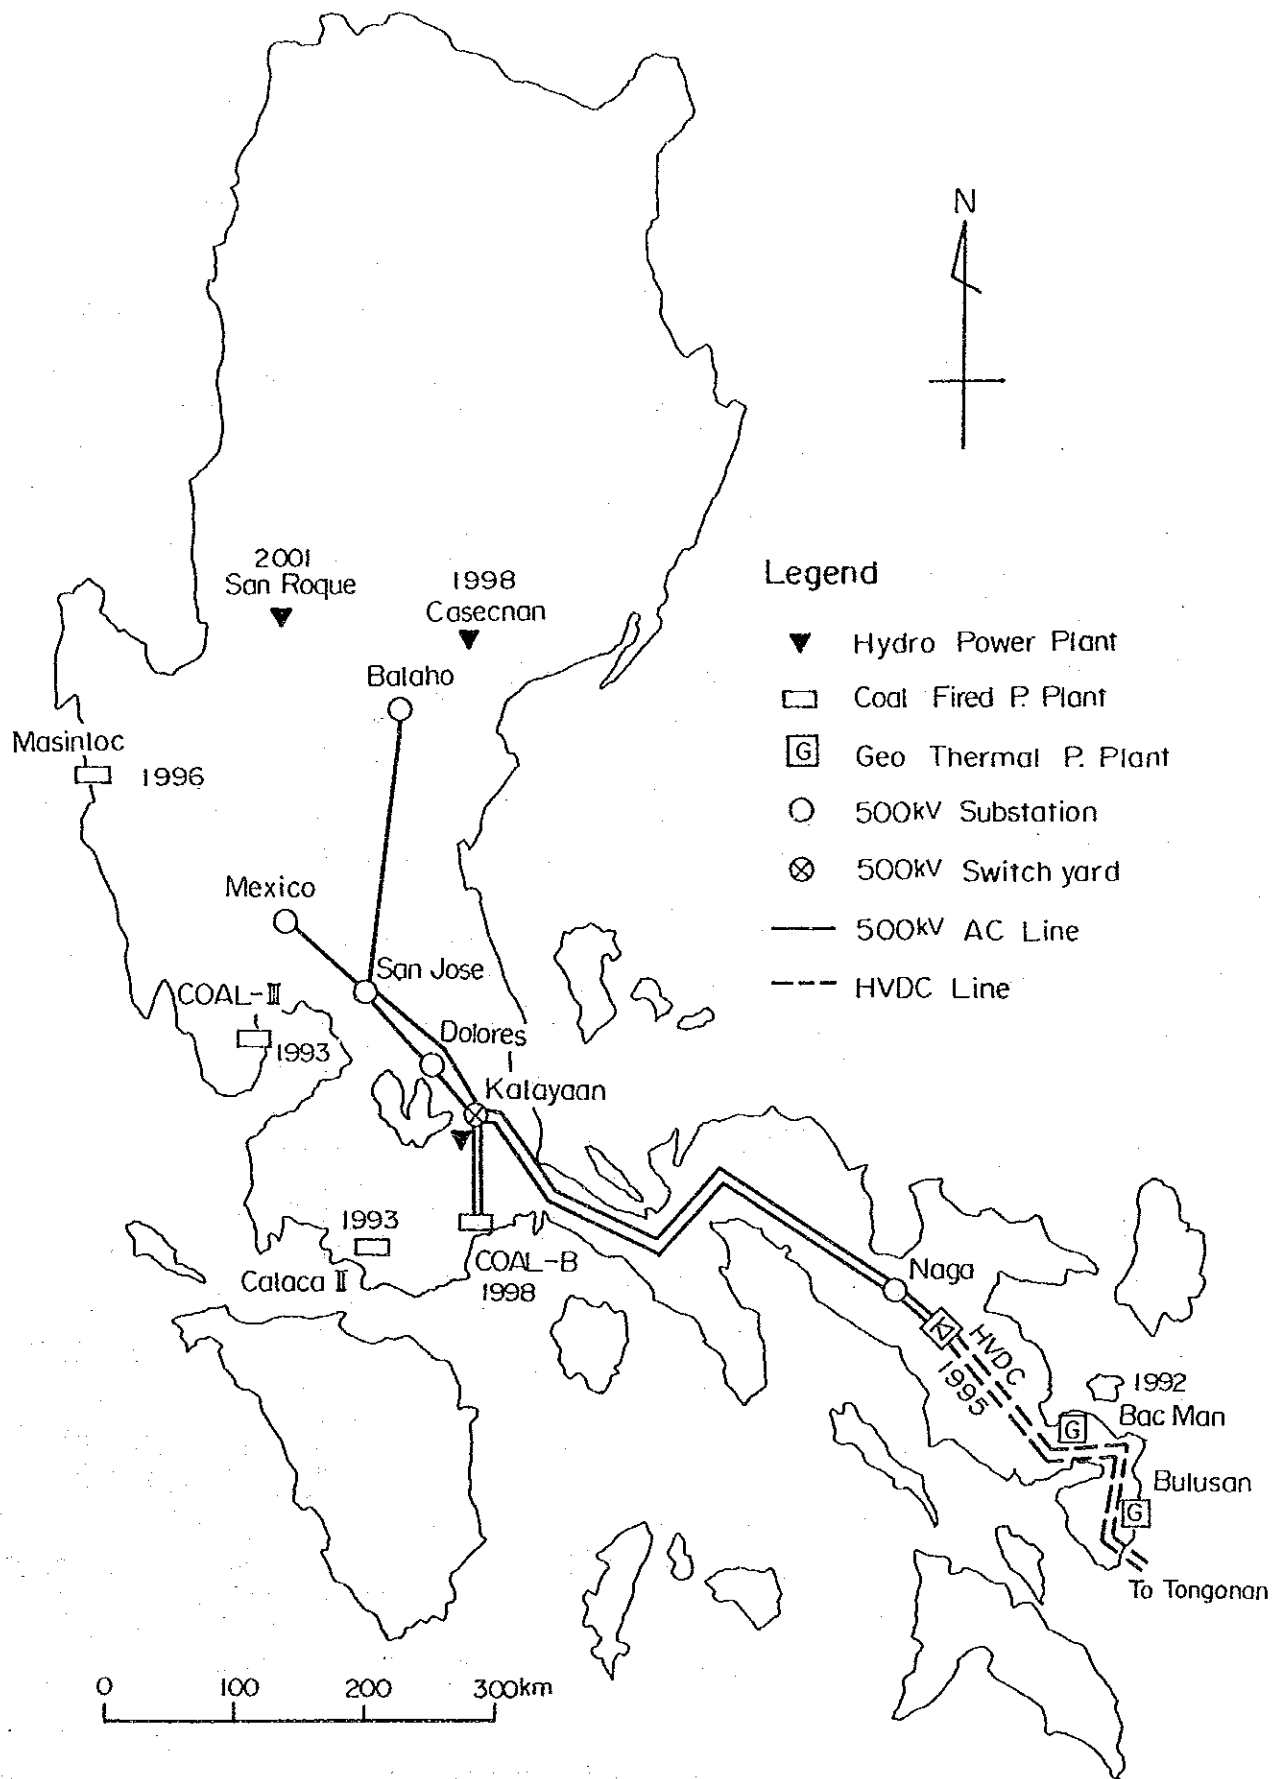 N
2001
San Roque
1998
Casecnan
Balaho
Masinloc
1996
Mexico
San Jose
COAL-II
1993
Dolores
Kalayaan
1993
Calaca II
COAL-B
1998
Naga
HVDC
1995
1992
Bac Man
G
Bulusan
G
To Tongonan
Legend
Hydro Power Plant
Coal Fired P. Plant
G Geo Thermal P. Plant
500kV Substation
500kV Switch yard
500kV AC Line
HVDC Line
0 100 200 300km